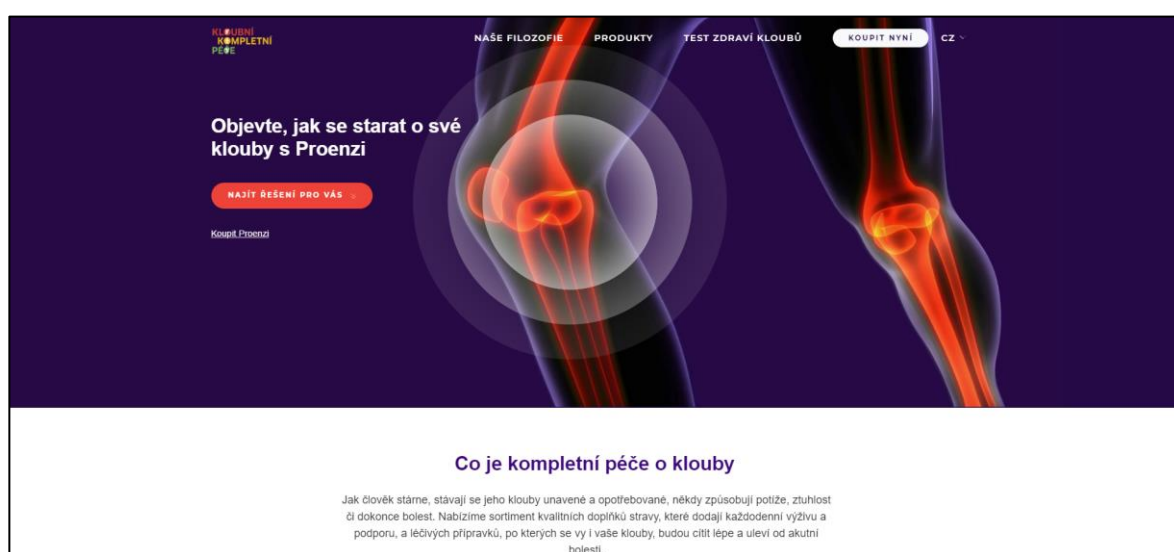 KLOUBNÍ
KOMPLETNÍ
PÉČE
NAŠE FILOZOFIE PRODUKTY TEST ZDRAVÍ KLOUBŮ KOUPIT NYNÍ CZ
Objevte, jak se starat o své
klouby s Proenzi
NAJÍT ŘEŠENÍ PRO VÁS
Koupit Proenzi
Co je kompletní péče o klouby
Jak člověk stárne, stávají se jeho klouby unavené a opotřebované, někdy způsobují potíže, ztuhlost
či dokonce bolest. Nabízíme sortiment kvalitních doplňků stravy, které dodají každodenní výživu a
podporu, a léčivých přípravků, po kterých se vy i vaše klouby, budou cítit lépe a uleví od akutní
bolesti